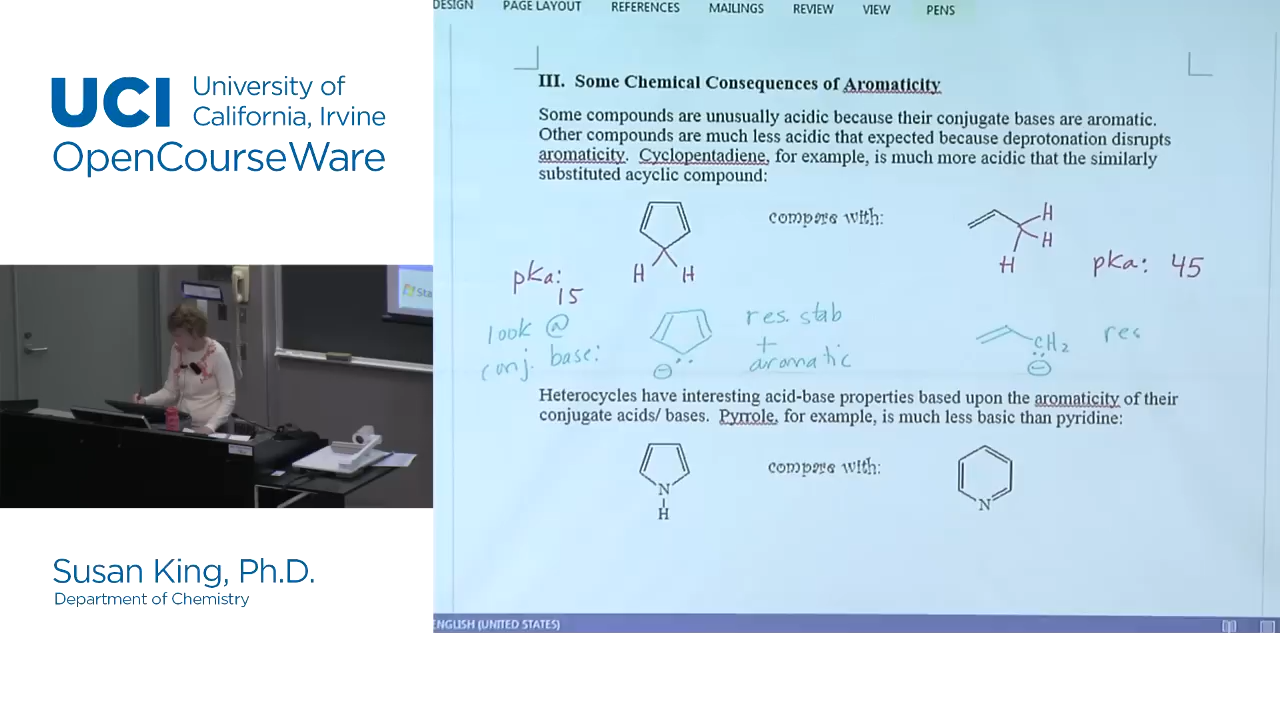 UCI University of
California, Irvine
OpenCourseWare
Susan King, Ph.D.
Department of Chemistry
Sta
DESIGN PAGE LAYOUT REFERENCES MAILINGS REVIEW VIEW PENS
III. Some Chemical Consequences of Aromaticity
Some compounds are unusually acidic because their conjugate bases are aromatic.
Other compounds are much less acidic that expected because deprotonation disrupts
aromaticity. Cyclopentadiene, for example, is much more acidic that the similarly
substituted acyclic compound:
compare with:
H
H
H H
H
pka:
15
pka: 45
look @
conj. base:
res. stab
+
aromatic
CH2
res
Heterocycles have interesting acid-base properties based upon the aromaticity of their
conjugate acids/ bases. Pyrrole, for example, is much less basic than pyridine:
compare with:
N
H
N
ENGLISH (UNITED STATES)